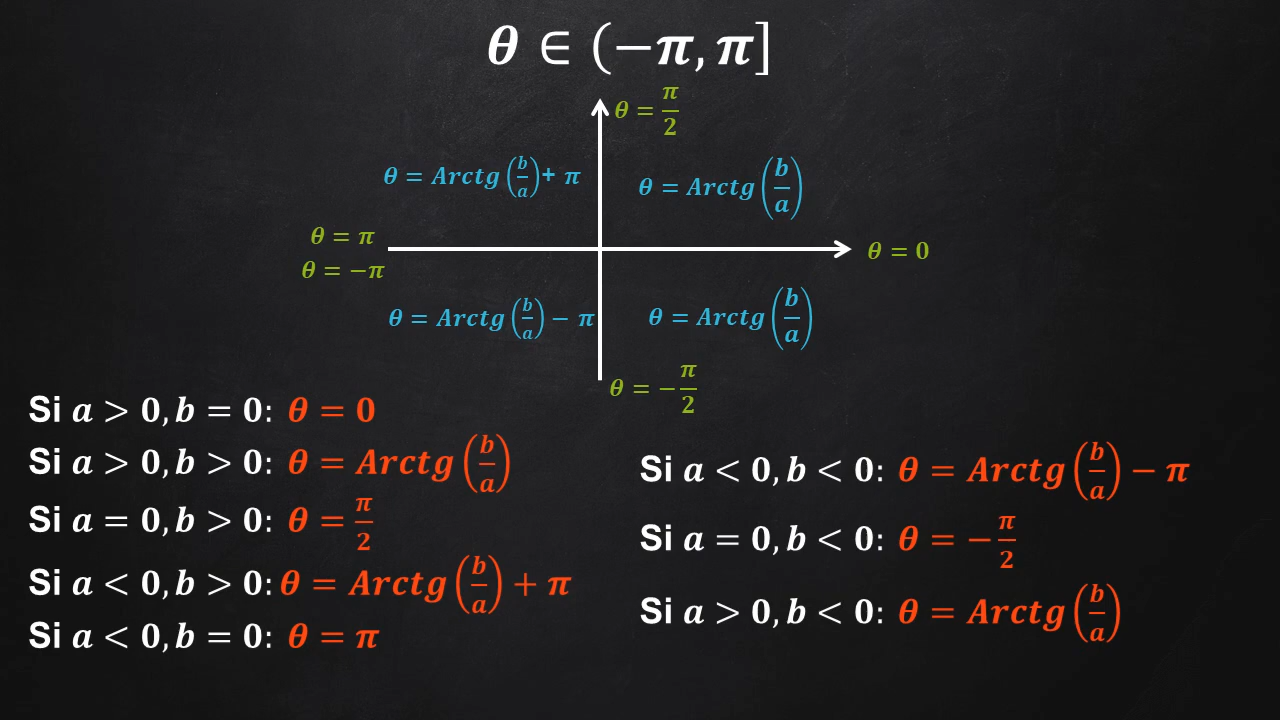 θ ∈ (−π, π]
θ = π/2
θ = Arctg (b/a) + π
θ = Arctg (b/a)
θ = π
θ = −π
θ = 0
θ = Arctg (b/a) − π
θ = Arctg (b/a)
θ = − π/2
Si a > 0, b = 0: θ = 0
Si a > 0, b > 0: θ = Arctg (b/a)
Si a = 0, b > 0: θ = π/2
Si a < 0, b > 0: θ = Arctg (b/a) + π
Si a < 0, b = 0: θ = π
Si a < 0, b < 0: θ = Arctg (b/a) − π
Si a = 0, b < 0: θ = − π/2
Si a > 0, b < 0: θ = Arctg (b/a)